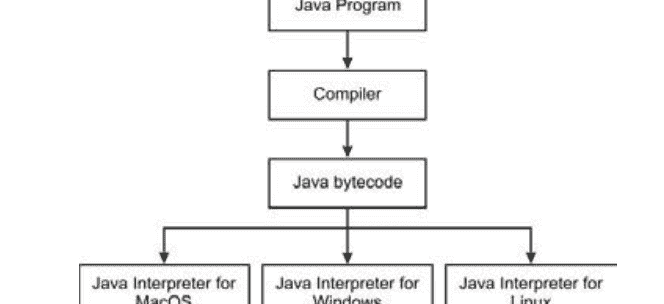 Java Program
Compiler
Java bytecode
Java Interpreter for
MacOS
Java Interpreter for
Windows
Java Interpreter for
Linux